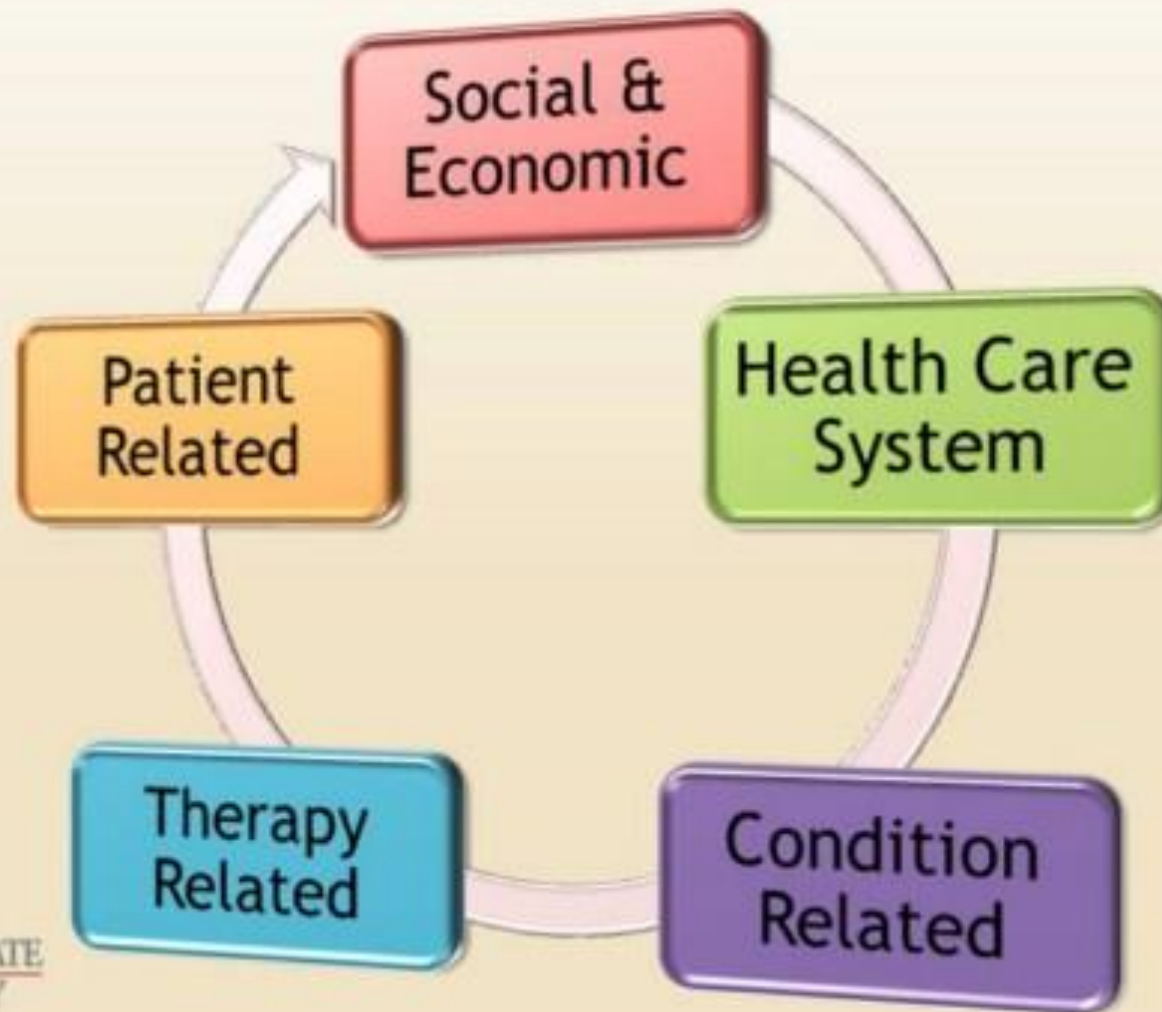 Social &
Economic
Health Care
System
Condition
Related
Therapy
Related
Patient
Related